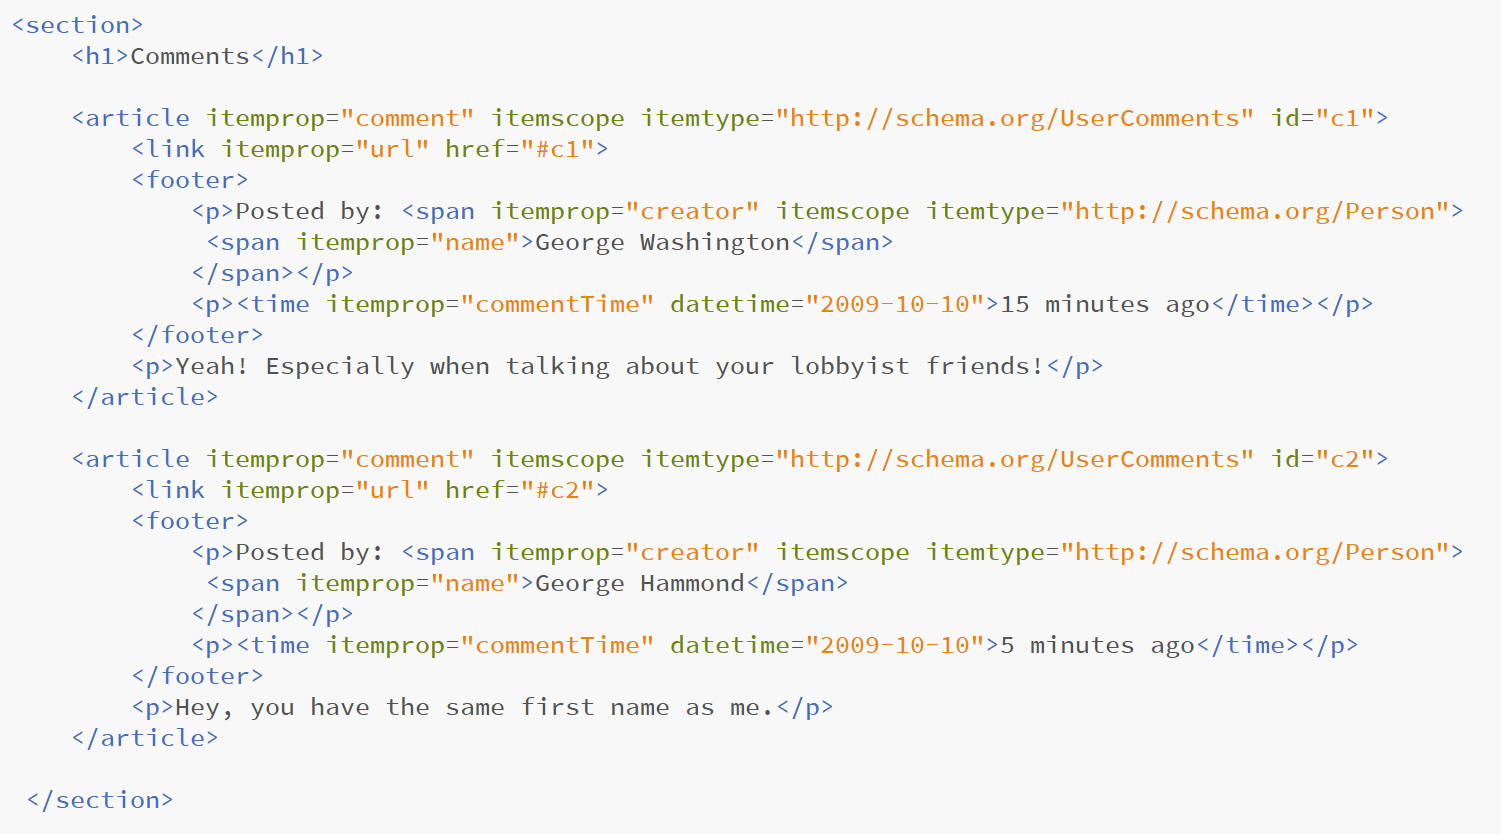 <section>
    <h1>Comments</h1>

    <article itemprop="comment" itemscope itemtype="http://schema.org/UserComments" id="c1">
        <link itemprop="url" href="#c1">
        <footer>
            <p>Posted by: <span itemprop="creator" itemscope itemtype="http://schema.org/Person">
             <span itemprop="name">George Washington</span>
            </span></p>
            <p><time itemprop="commentTime" datetime="2009-10-10">15 minutes ago</time></p>
        </footer>
        <p>Yeah! Especially when talking about your lobbyist friends!</p>
    </article>

    <article itemprop="comment" itemscope itemtype="http://schema.org/UserComments" id="c2">
        <link itemprop="url" href="#c2">
        <footer>
            <p>Posted by: <span itemprop="creator" itemscope itemtype="http://schema.org/Person">
             <span itemprop="name">George Hammond</span>
            </span></p>
            <p><time itemprop="commentTime" datetime="2009-10-10">5 minutes ago</time></p>
        </footer>
        <p>Hey, you have the same first name as me.</p>
    </article>

 </section>